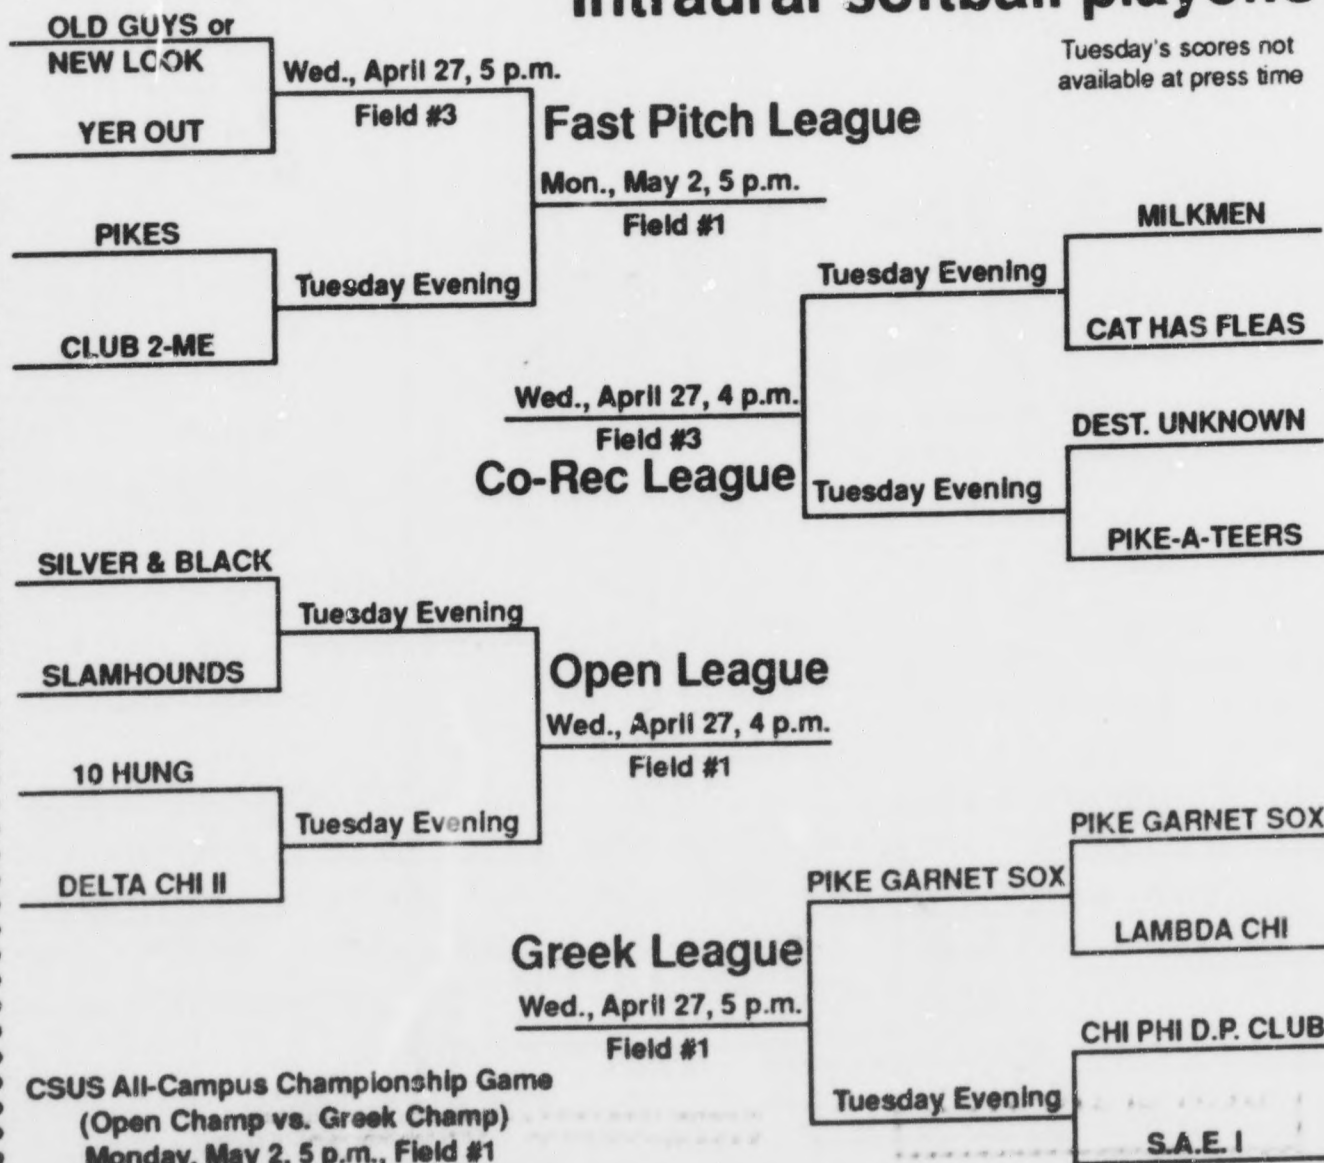 softball
Tuesday's scores not
available at press time
OLD GUYS or
NEW LOOK
YER OUT
Wed., April 27, 5 p.m.
Field #3
PIKES
CLUB 2-ME
Tuesday Evening
Fast Pitch League
Mon., May 2, 5 p.m.
Field #1
MILKMEN
CAT HAS FLEAS
Tuesday Evening
DEST. UNKNOWN
PIKE-A-TEERS
Tuesday Evening
Wed., April 27, 4 p.m.
Field #3
Co-Rec League
SILVER & BLACK
SLAMHOUNDS
Tuesday Evening
10 HUNG
DELTA CHI II
Tuesday Evening
Open League
Wed., April 27, 4 p.m.
Field #1
PIKE GARNET SOX
LAMBDA CHI
PIKE GARNET SOX
CHI PHI D.P. CLUB
S.A.E. I
Tuesday Evening
Greek League
Wed., April 27, 5 p.m.
Field #1
CSUS All-Campus Championship Game
(Open Champ vs. Greek Champ)
Monday, May 2, 5 p.m., Field #1